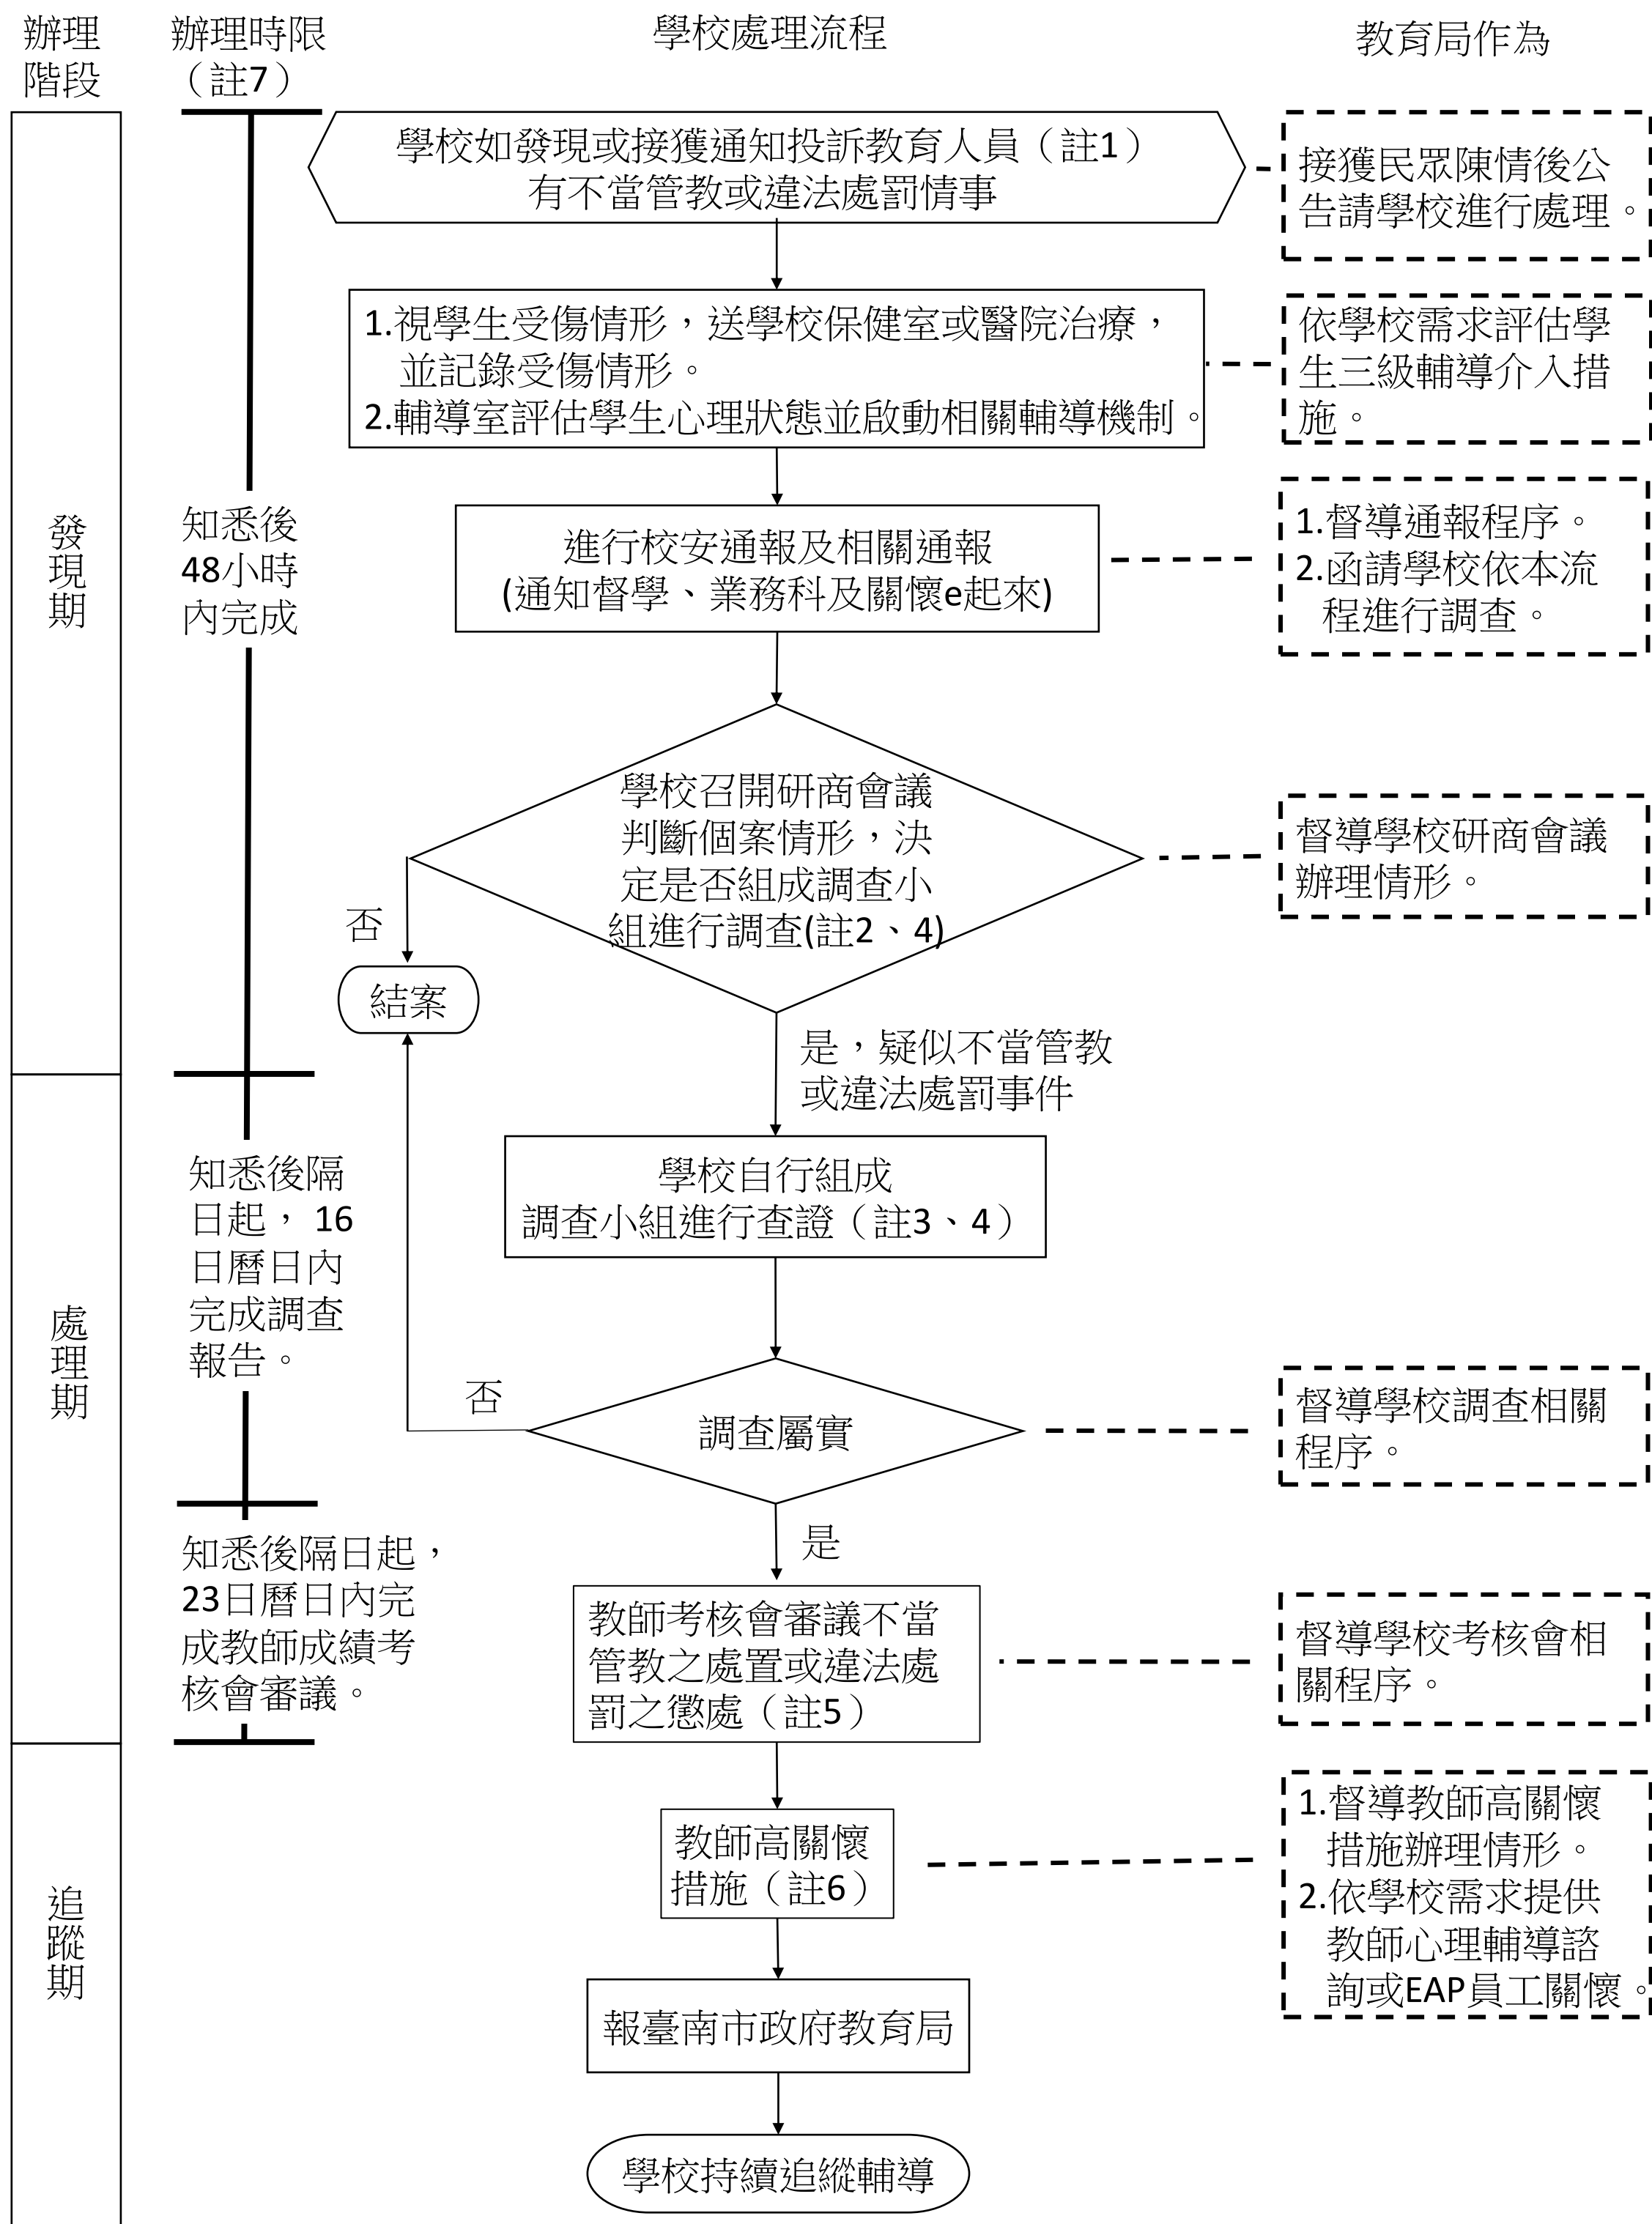 辦理
階段
辦理時限
（註7）
學校處理流程
教育局作為
發現期
處理期
追蹤期
知悉後
48小時
內完成
知悉後隔
日起，16
日曆日內
完成調查
報告。
知悉後隔日起，
23日曆日內完
成教師成績考
核會審議。
學校如發現或接獲通知投訴教育人員（註1）
有不當管教或違法處罰情事
1.視學生受傷情形，送學校保健室或醫院治療，
並記錄受傷情形。
2.輔導室評估學生心理狀態並啟動相關輔導機制。
進行校安通報及相關通報
(通知督學、業務科及關懷e起來)
學校召開研商會議
判斷個案情形，決
定是否組成調查小
組進行調查(註2、4)
否
結案
是，疑似不當管教
或違法處罰事件
學校自行組成
調查小組進行查證（註3、4）
否
調查屬實
是
教師考核會審議不當
管教之處置或違法處
罰之懲處（註5）
教師高關懷
措施（註6）
報臺南市政府教育局
學校持續追縱輔導
接獲民眾陳情後公
告請學校進行處理。
依學校需求評估學
生三級輔導介入措
施。
1.督導通報程序。
2.函請學校依本流
程進行調查。
督導學校研商會議
辦理情形。
督導學校調查相關
程序。
督導學校考核會相
關程序。
1.督導教師高關懷
措施辦理情形。
2.依學校需求提供
教師心理輔導諮
詢或EAP員工關懷。